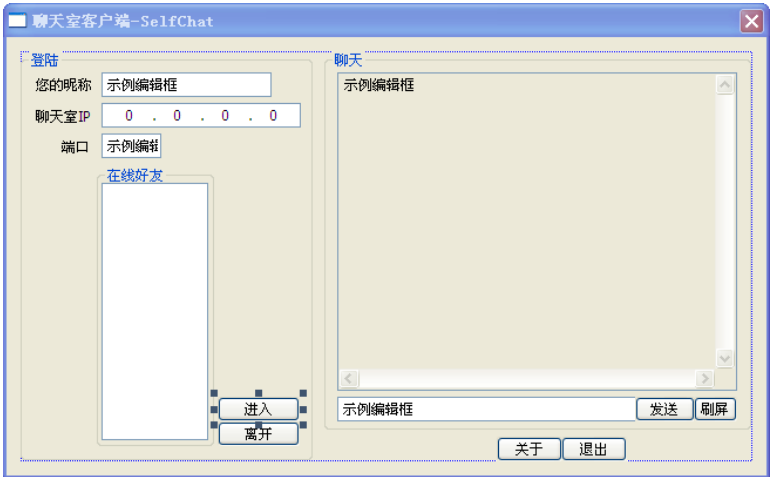 聊天室客户端-SelfChat
登陆
您的昵称 示例编辑框
聊天室IP 0 . 0 . 0 . 0
端口 示例编辑
在线好友
进入
离开
聊天
示例编辑框
示例编辑框 发送 刷屏
关于 退出